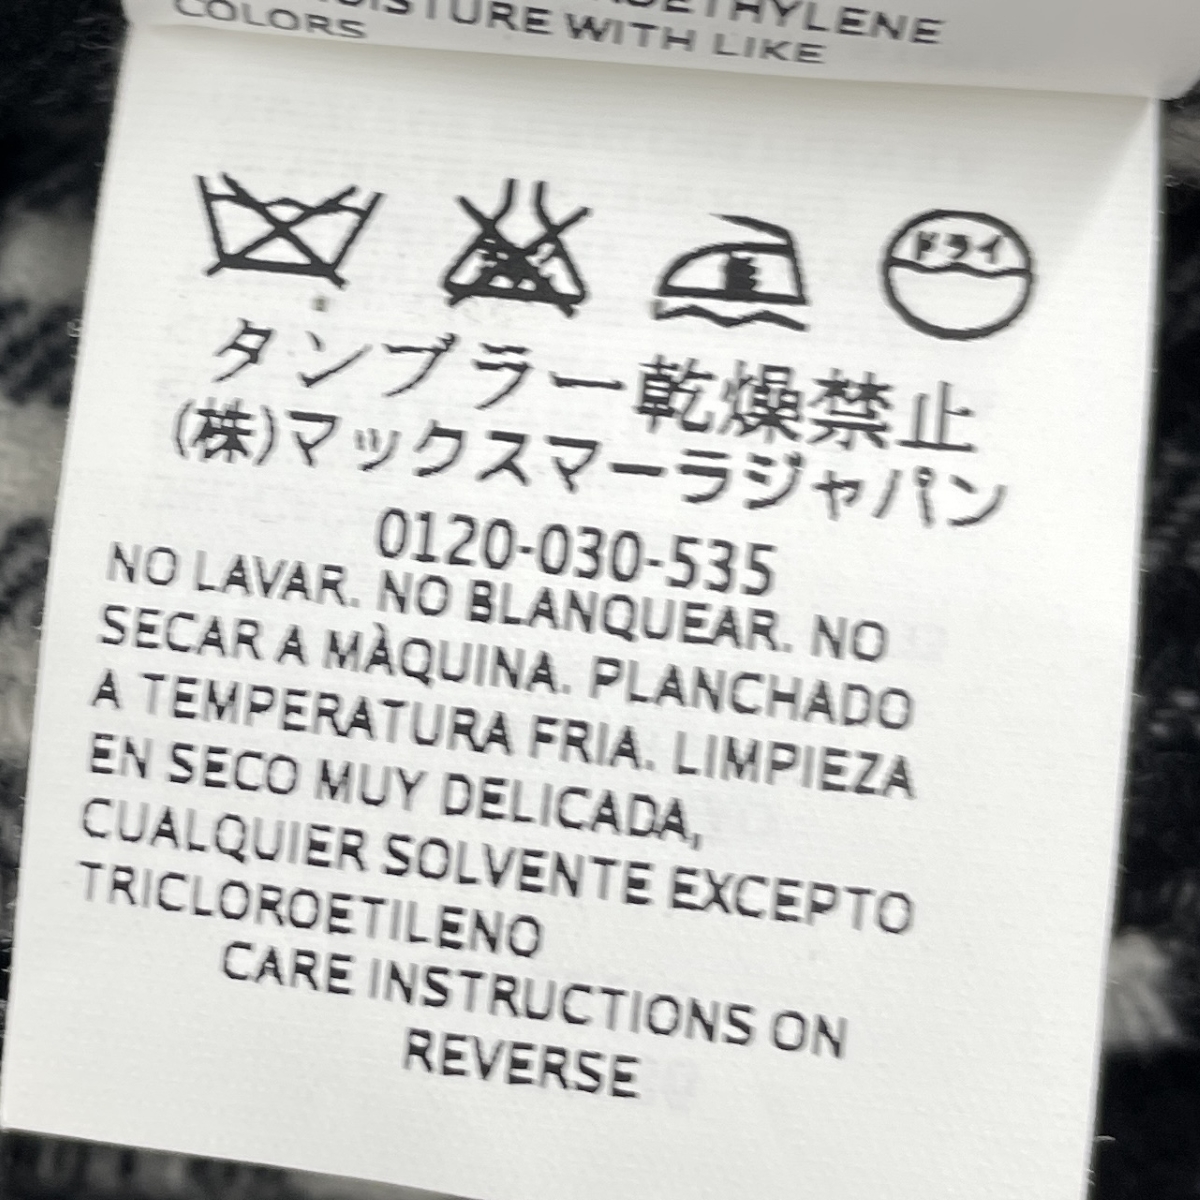 ETHYLENE
MOISTURE WITH LIKE
COLORS
ドライ
タンブラー乾燥禁止
(株)マックスマーラジャパン
0120-030-535
NO LAVAR. NO BLANQUEAR. NO
SECAR A MÀQUINA. PLANCHADO
A TEMPERATURA FRIA. LIMPIEZA
EN SECO MUY DELICADA,
CUALQUIER SOLVENTE EXCEPTO
TRICLOROETILENO
CARE INSTRUCTIONS ON
REVERSE